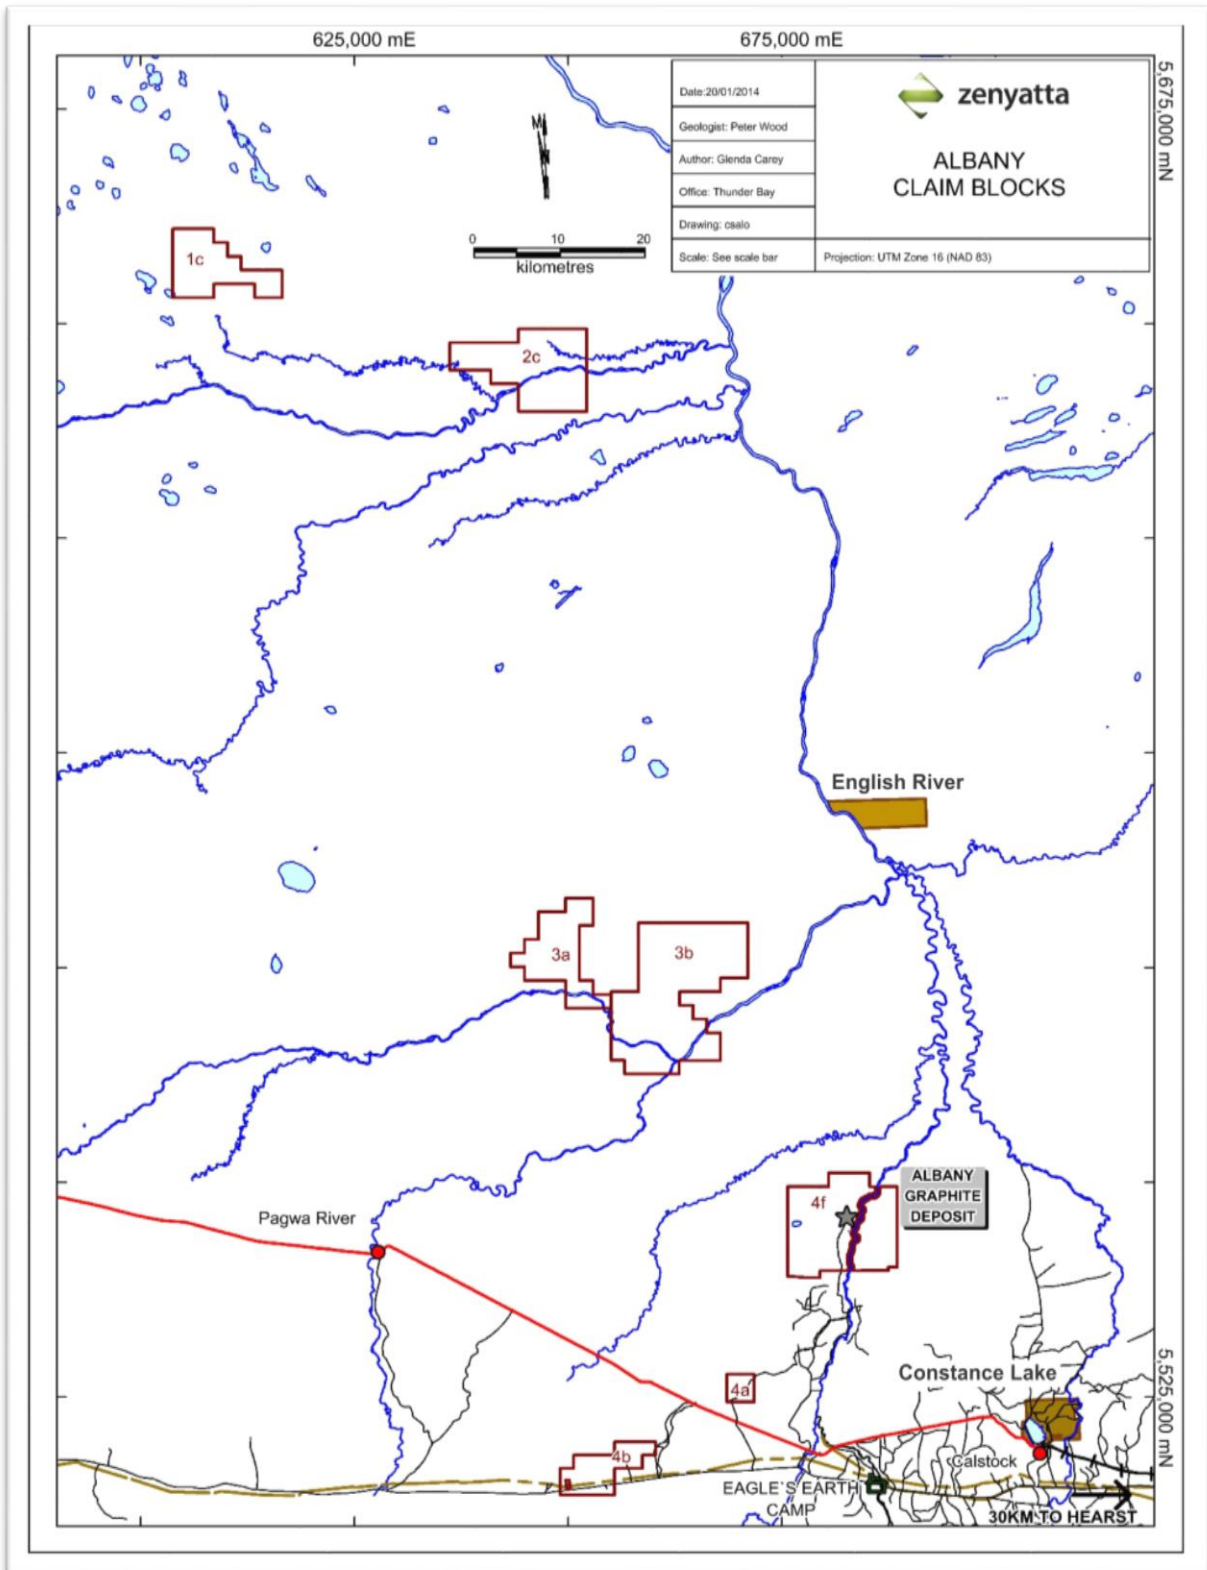 625,000 mE
675,000 mE
5,675,000 mN
Date:20/01/2014
Geologist: Peter Wood
Author: Glenda Carey
Office: Thunder Bay
Drawing: csalo
Scale: See scale bar
zenyatta
ALBANY
CLAIM BLOCKS
Projection: UTM Zone 16 (NAD 83)
N
0 10 20
kilometres
1c
2c
English River
3a
3b
4f
ALBANY
GRAPHITE
DEPOSIT
Pagwa River
Constance Lake
4a
4b
Calstock
EAGLE'S EARTH
CAMP
30KM TO HEARST
5,525,000 mN